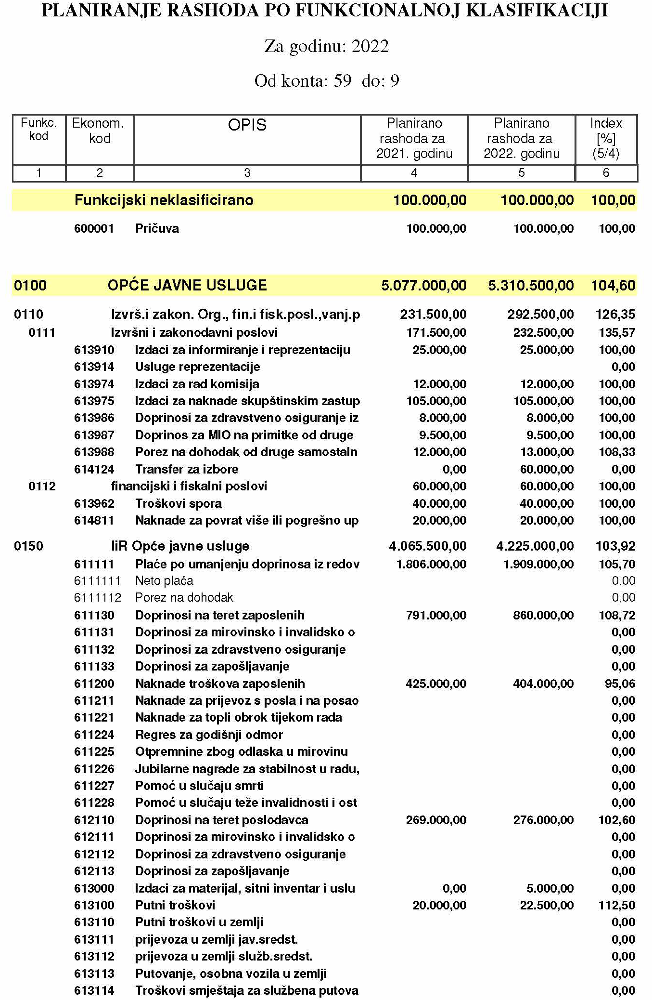 PLANIRANJE RASHODA PO FUNKCIONALNOJ KLASIFIKACIJI
Za godinu: 2022
Od konta: 59 do: 9
Funkc. kod Ekonom. kod OPIS Planirano rashoda za 2021. godinu Planirano rashoda za 2022. godinu Index [%] (5/4)
1 2 3 4 5 6
Funkcijski neklasificirano 100.000,00 100.000,00 100,00
600001 Pričuva 100.000,00 100.000,00 100,00
0100 OPĆE JAVNE USLUGE 5.077.000,00 5.310.500,00 104,60
0110 Izvrš.i zakon. Org., fin.i fisk.posl.,vanj.p 231.500,00 292.500,00 126,35
0111 Izvršni i zakonodavni poslovi 171.500,00 232.500,00 135,57
613910 Izdaci za informiranje i reprezentaciju 25.000,00 25.000,00 100,00
613914 Usluge reprezentacije 0,00
613974 Izdaci za rad komisija 12.000,00 12.000,00 100,00
613975 Izdaci za naknade skupštinskim zastup 105.000,00 105.000,00 100,00
613986 Doprinosi za zdravstveno osiguranje iz 8.000,00 8.000,00 100,00
613987 Doprinos za MIO na primitke od druge 9.500,00 9.500,00 100,00
613988 Porez na dohodak od druge samostaln 12.000,00 13.000,00 108,33
614124 Transfer za izbore 0,00 60.000,00 0,00
0112 financijski i fiskalni poslovi 60.000,00 60.000,00 100,00
613962 Troškovi spora 40.000,00 40.000,00 100,00
614811 Naknade za povrat više ili pogrešno up 20.000,00 20.000,00 100,00
0150 IiR Opće javne usluge 4.065.500,00 4.225.000,00 103,92
611111 Plaće po umanjenju doprinosa iz redov 1.806.000,00 1.909.000,00 105,70
6111111 Neto plaća 0,00
6111112 Porez na dohodak 0,00
611130 Doprinosi na teret zaposlenih 791.000,00 860.000,00 108,72
611131 Doprinosi za mirovinsko i invalidsko o 0,00
611132 Doprinosi za zdravstveno osiguranje 0,00
611133 Doprinosi za zapošljavanje 0,00
611200 Naknade troškova zaposlenih 425.000,00 404.000,00 95,06
611211 Naknade za prijevoz s posla i na posao 0,00
611221 Naknade za topli obrok tijekom rada 0,00
611224 Regres za godišnji odmor 0,00
611225 Otpremnine zbog odlaska u mirovinu 0,00
611226 Jubilarne nagrade za stabilnost u radu, 0,00
611227 Pomoć u slučaju smrti 0,00
611228 Pomoć u slučaju teže invalidnosti i ost 0,00
612110 Doprinosi na teret poslodavca 269.000,00 276.000,00 102,60
612111 Doprinosi za mirovinsko i invalidsko o 0,00
612112 Doprinosi za zdravstveno osiguranje 0,00
612113 Doprinosi za zapošljavanje 0,00
613000 Izdaci za materijal, sitni inventar i uslu 0,00 5.000,00 0,00
613100 Putni troškovi 20.000,00 22.500,00 112,50
613110 Putni troškovi u zemlji 0,00
613111 prijevoza u zemlji jav.sredst. 0,00
613112 prijevoza u zemlji služb.sredst. 0,00
613113 Putovanje, osobna vozila u zemlji 0,00
613114 Troškovi smještaja za službena putova 0,00